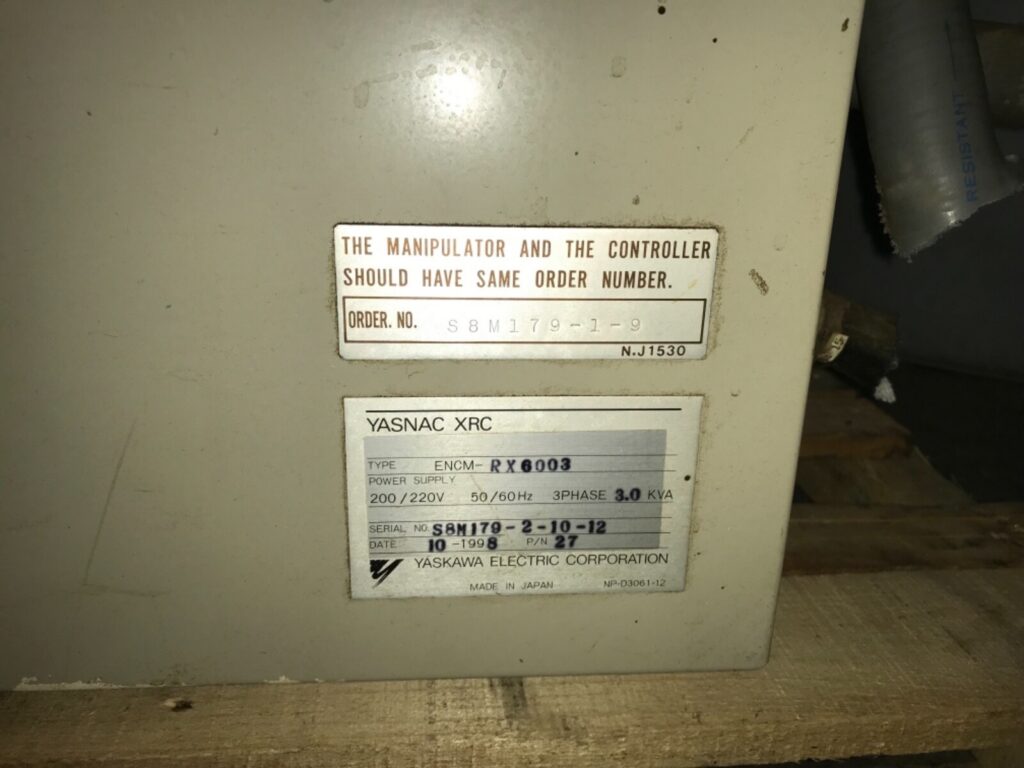 THE MANIPULATOR AND THE CONTROLLER
SHOULD HAVE SAME ORDER NUMBER.
ORDER. NO. S8M179-1-9
N.J1530
YASNAC XRC
TYPE ENCM-RX6003
POWER SUPPLY
200/220V 50/60Hz 3PHASE 3.0 KVA
SERIAL NO. S8M179-2-10-12
DATE 10-1998 P/N 27
YASKAWA ELECTRIC CORPORATION
MADE IN JAPAN NP-D3061-12
RESISTANT